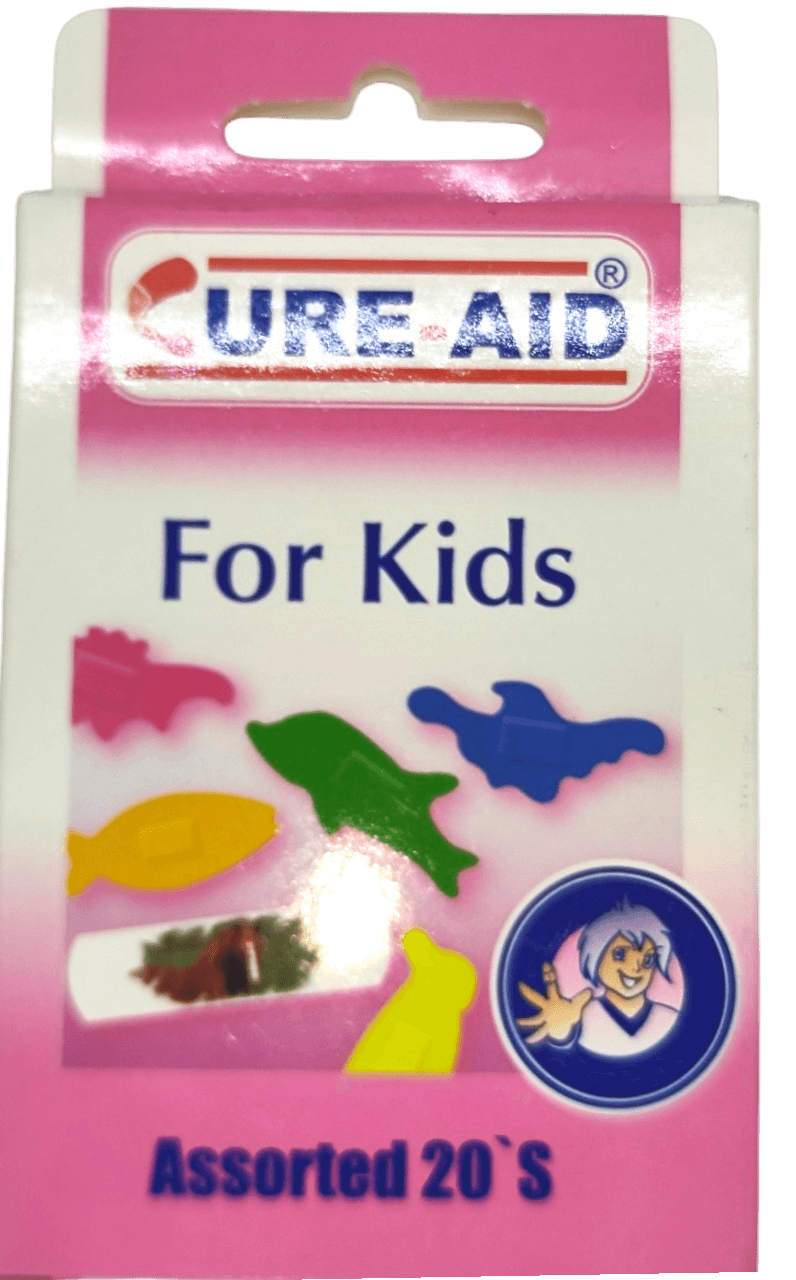 CURE-AID®
For Kids
Assorted 20`S